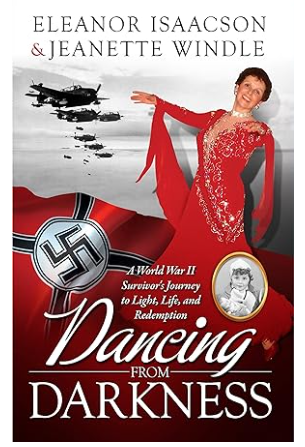 ELEANOR ISAACSON
& JEANETTE WINDLE
A World War II
Survivor's Journey
to Light, Life, and
Redemption
Dancing
FROM
DARKNESS